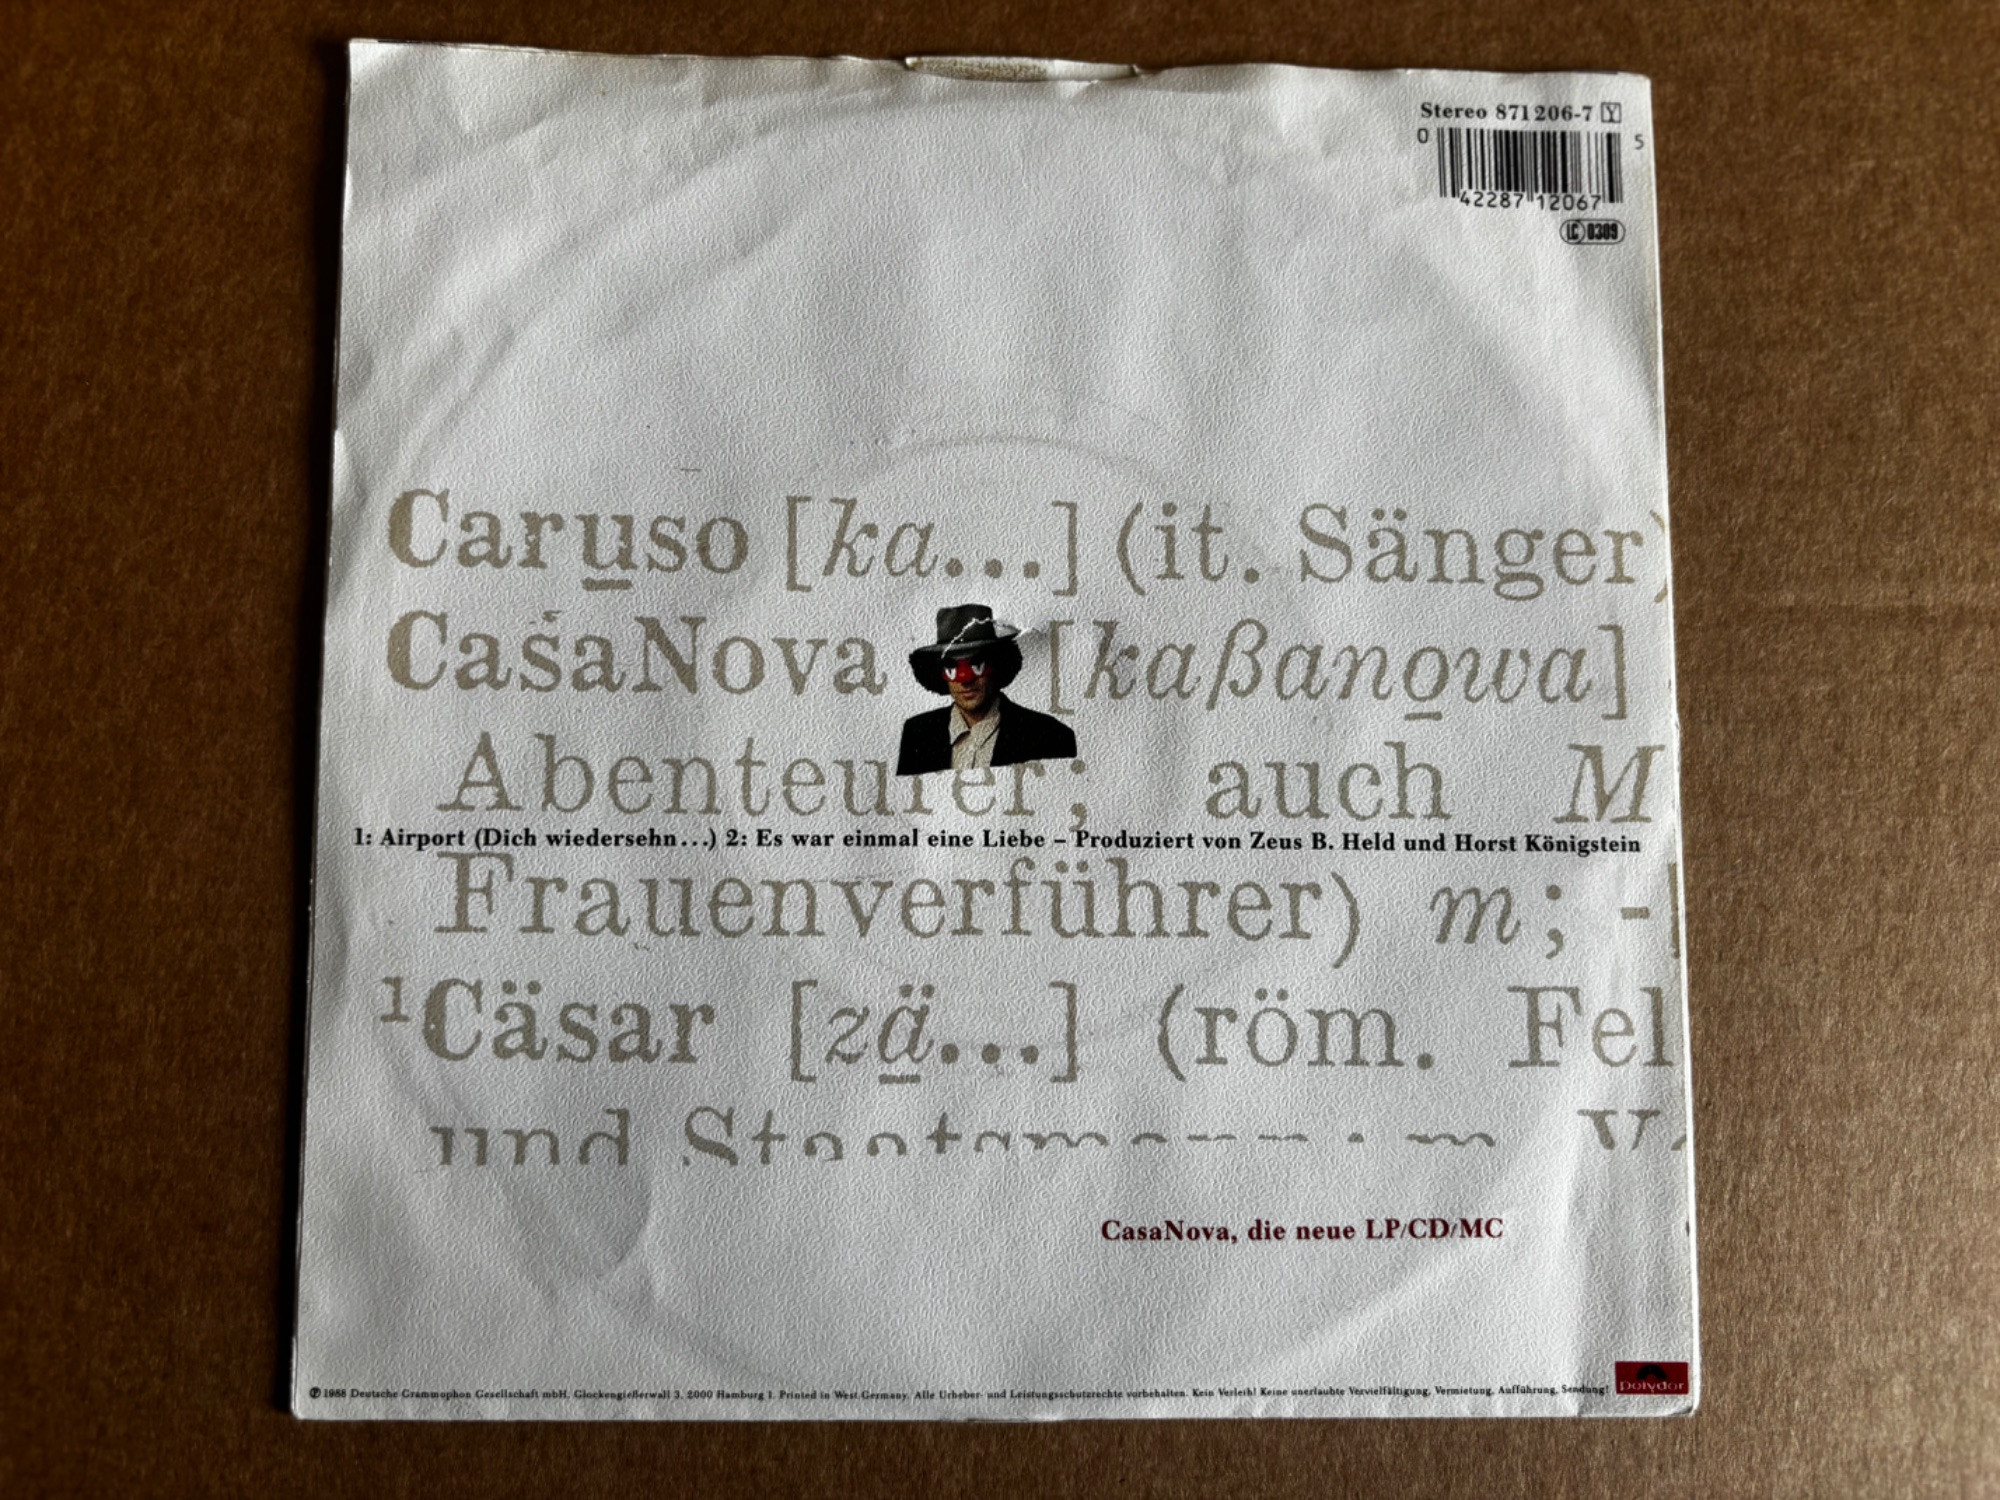 Stereo 871 206-7 Y
0 42287 12067 5
LC 0309
Caruso [ka...] (it. Sänger)
CasaNova [kaßanowa]
Abenteurer; auch M
1: Airport (Dich wiedersehn...) 2: Es war einmal eine Liebe – Produziert von Zeus B. Held und Horst Königstein
Frauenverführer) m; -
¹Cäsar [zä...] (röm. Fel
und Staatsmann; m
CasaNova, die neue LP/CD/MC
℗ 1988 Deutsche Grammophon Gesellschaft mbH, Glockengießerwall 3, 2000 Hamburg 1. Printed in West Germany. Alle Urheber- und Leistungsschutzrechte vorbehalten. Kein Verleih! Keine unerlaubte Vervielfältigung, Vermietung, Aufführung, Sendung!
Polydor